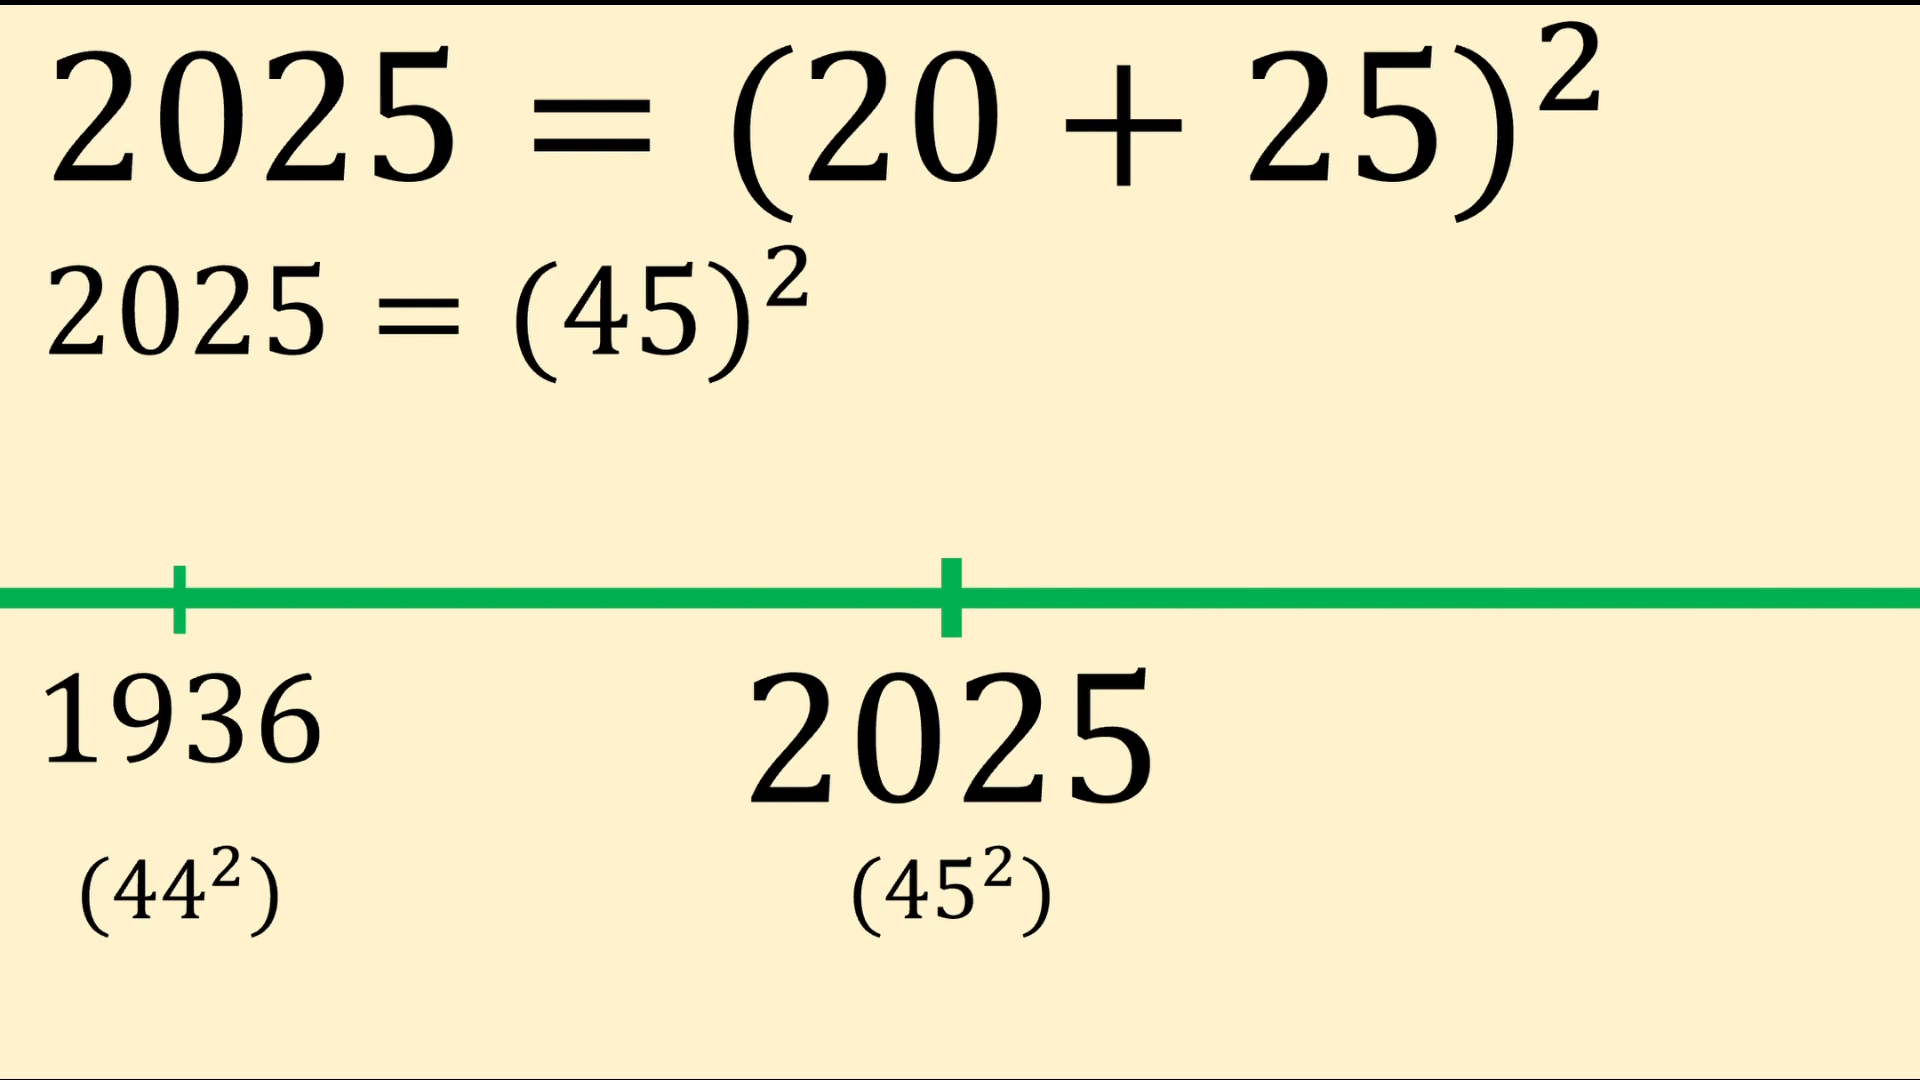 2025 = (20 + 25)²
2025 = (45)²
1936 2025
(44²) (45²)